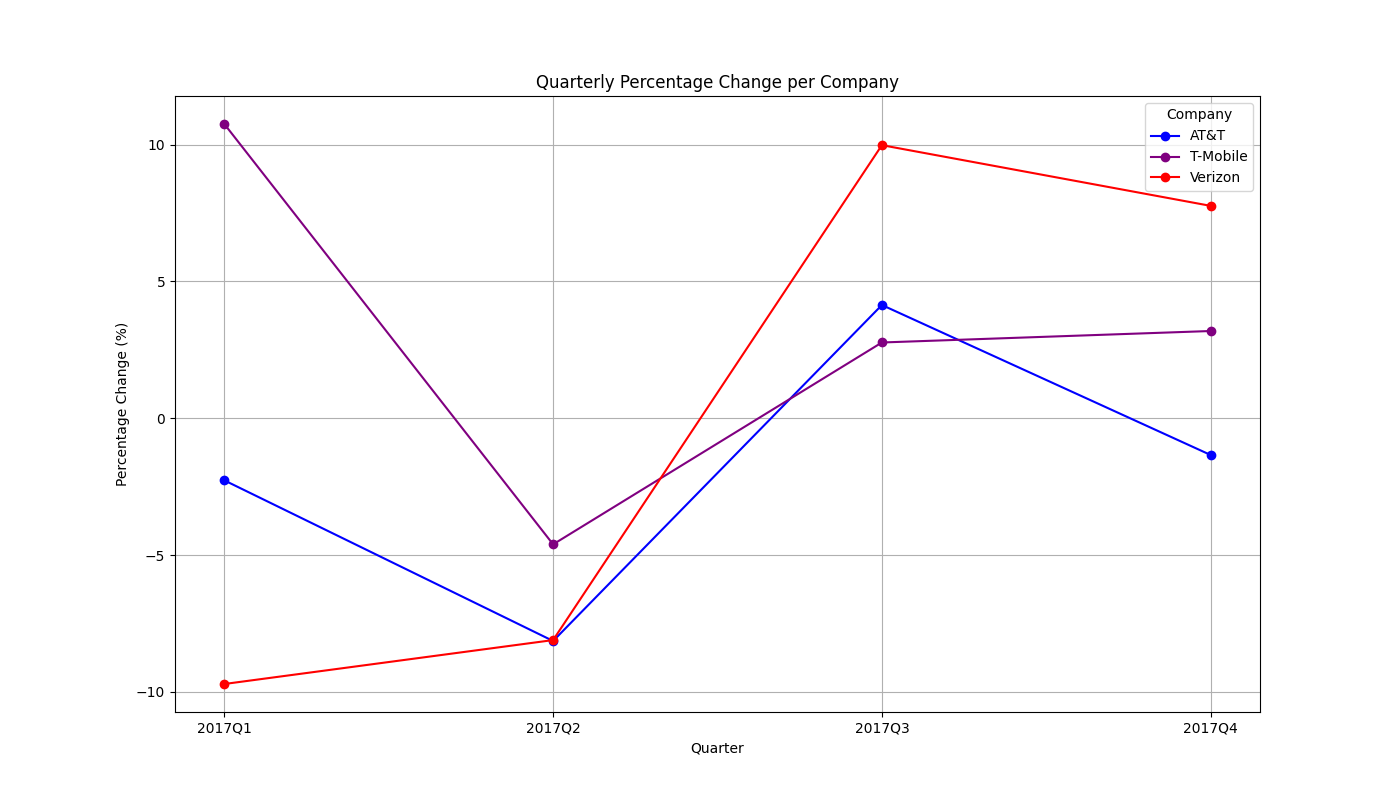 Quarterly Percentage Change per Company
Company
AT&T
T-Mobile
Verizon
Percentage Change (%)
10
5
0
−5
−10
2017Q1
2017Q2
2017Q3
2017Q4
Quarter